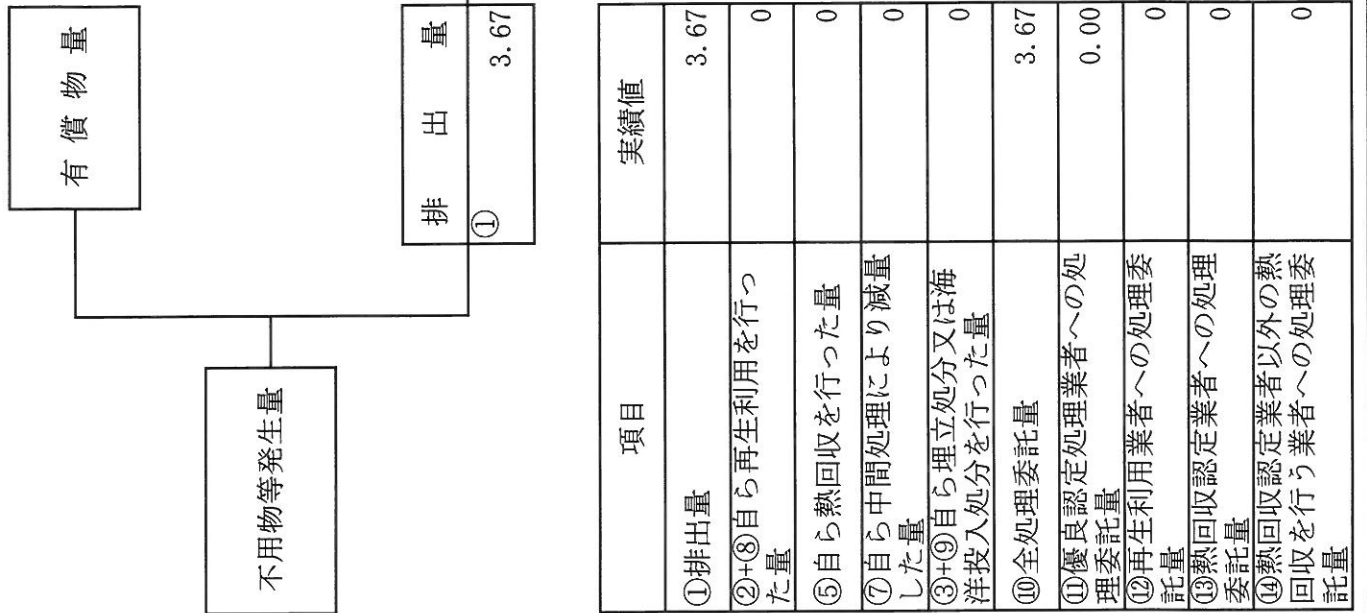 有償物量
不用物等発生量
排出量
①
3.67
項目 実績値
①排出量 3.67
②+⑧自ら再生利用を行っ 0
た量
⑤自ら熱回収を行った量 0
⑦自ら中間処理により減量 0
した量
③+⑨自ら埋立処分又は海 0
洋投入処分を行った量
⑩全処理委託量 3.67
⑪優良認定処理業者への処 0.00
理委託量
⑫再生利用業者への処理委 0
託量
⑬熱回収認定業者への処理 0
委託量
⑭熱回収認定業者以外の熱 0
回収を行う業者への処理委
託量